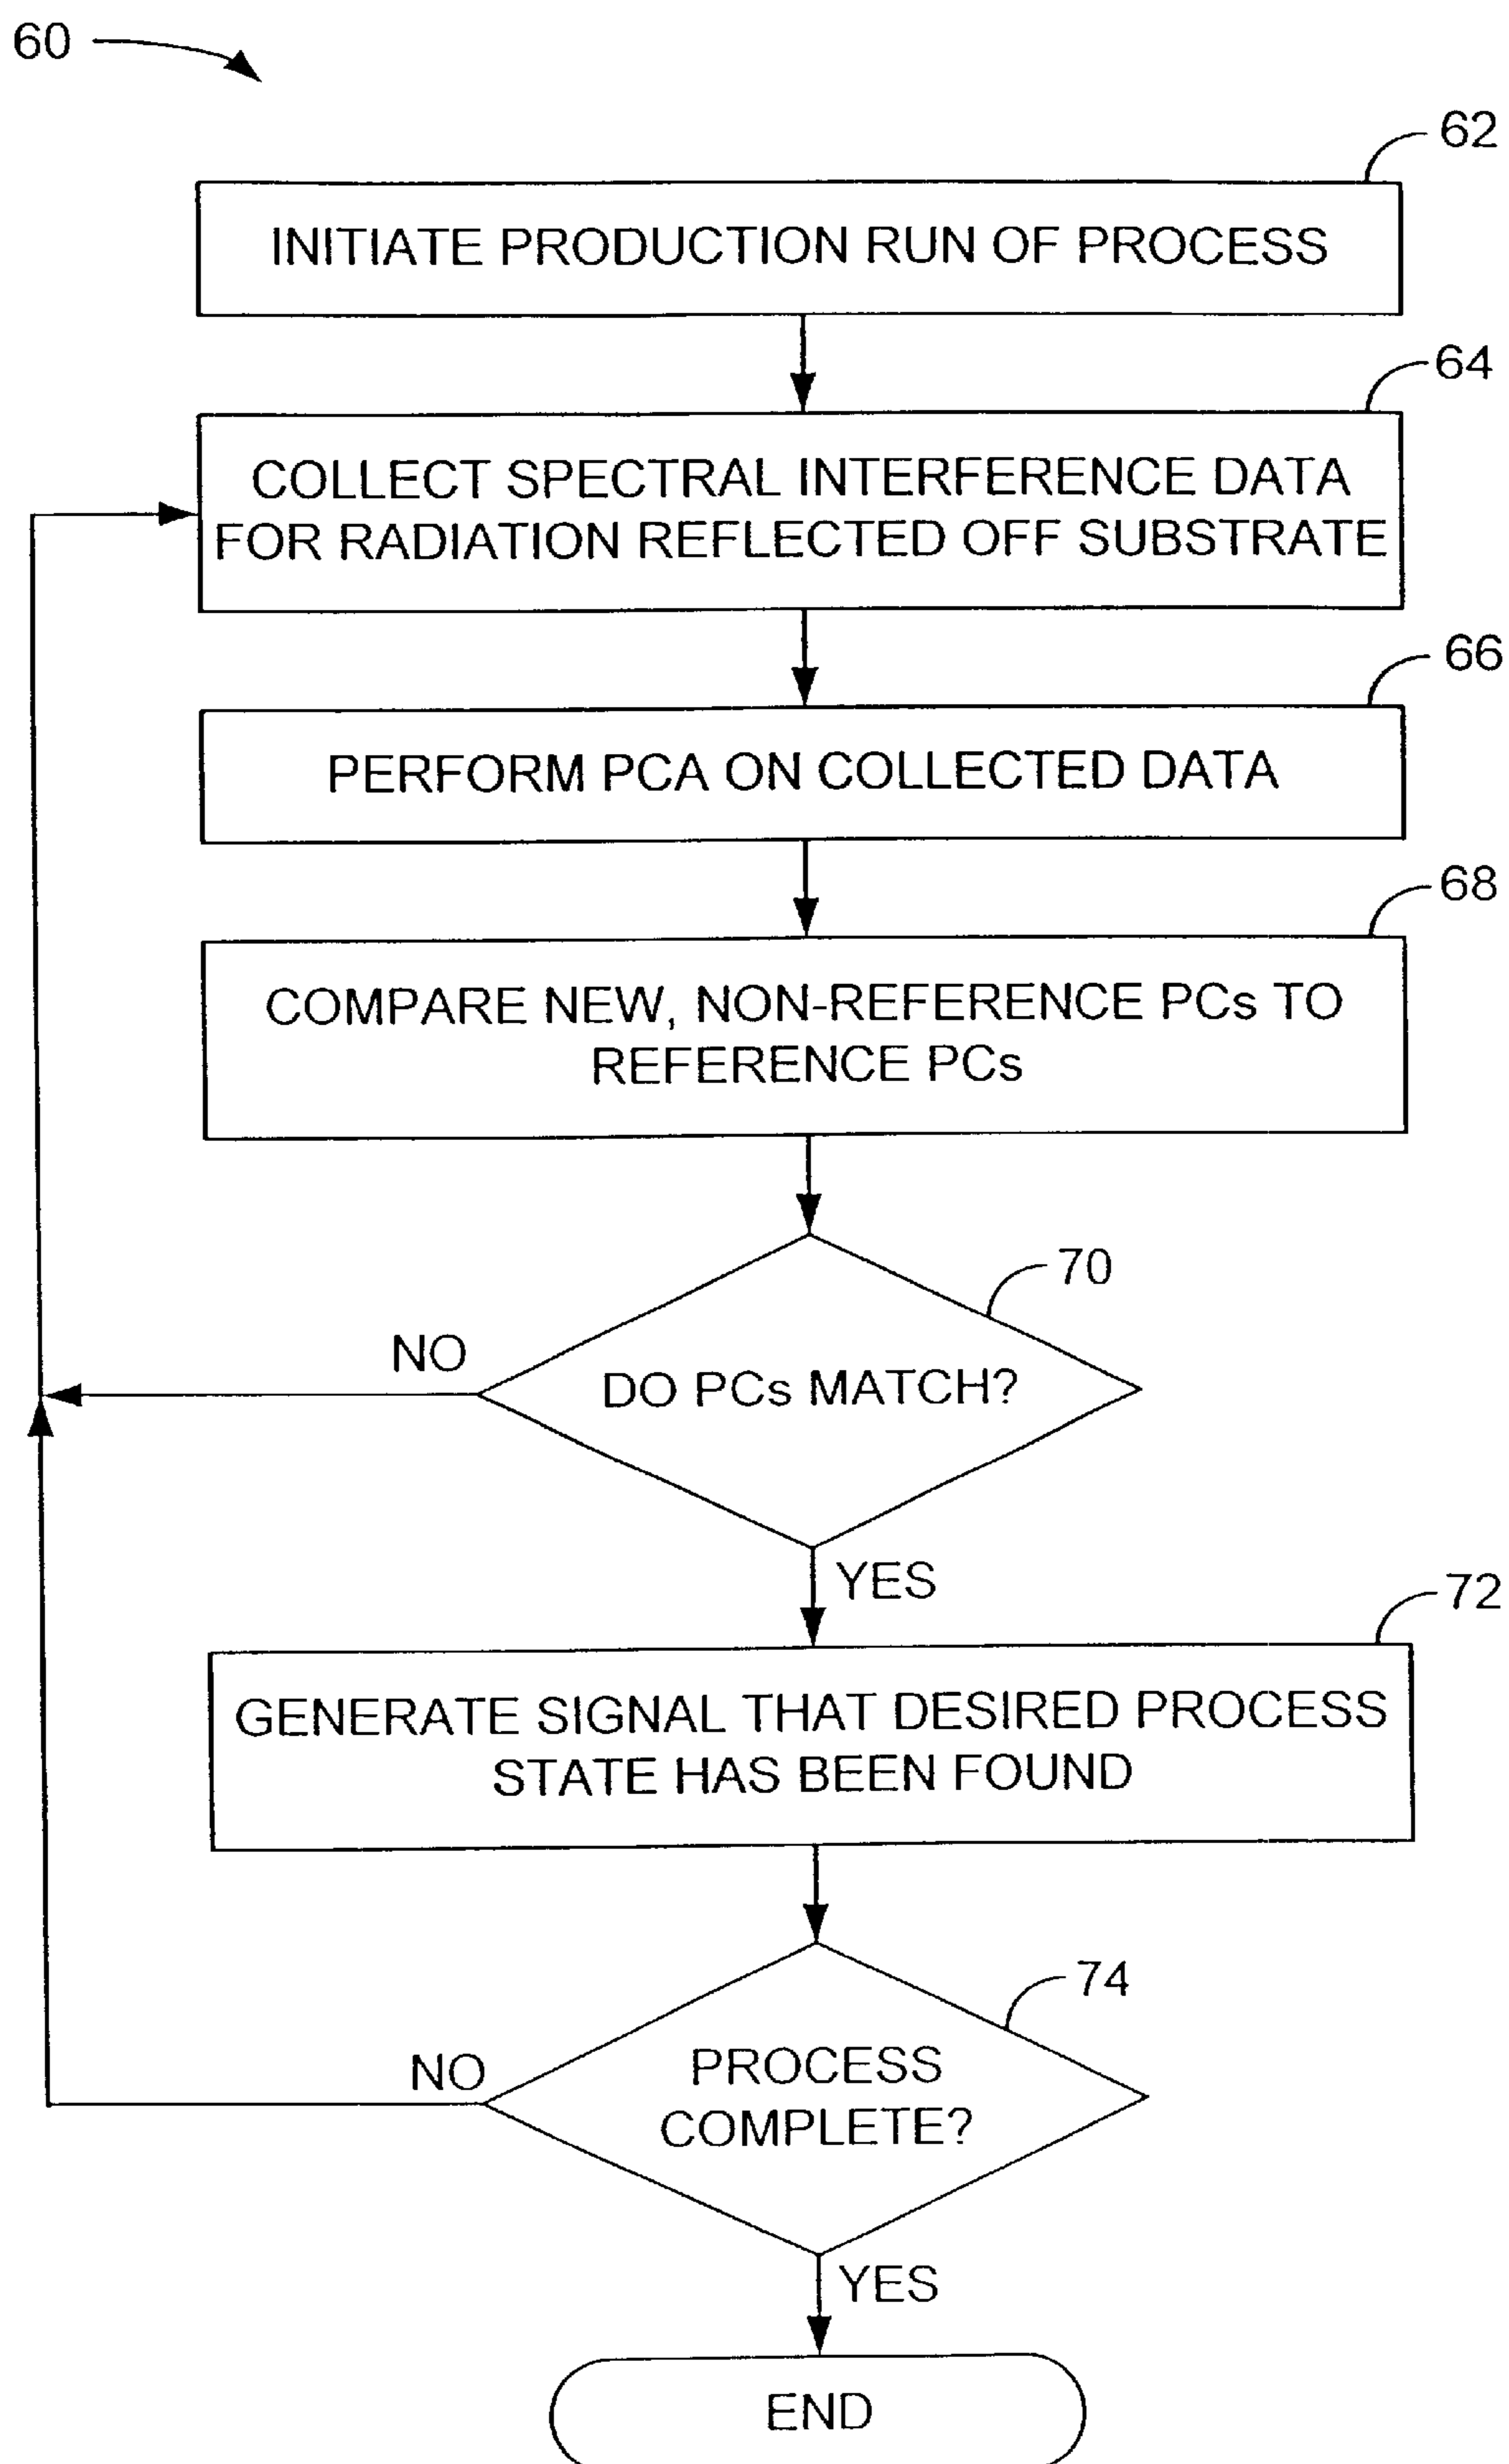 60
62
INITIATE PRODUCTION RUN OF PROCESS
64
COLLECT SPECTRAL INTERFERENCE DATA
FOR RADIATION REFLECTED OFF SUBSTRATE
66
PERFORM PCA ON COLLECTED DATA
68
COMPARE NEW, NON-REFERENCE PCs TO
REFERENCE PCs
70
NO
DO PCs MATCH?
YES
72
GENERATE SIGNAL THAT DESIRED PROCESS
STATE HAS BEEN FOUND
74
NO
PROCESS
COMPLETE?
YES
END